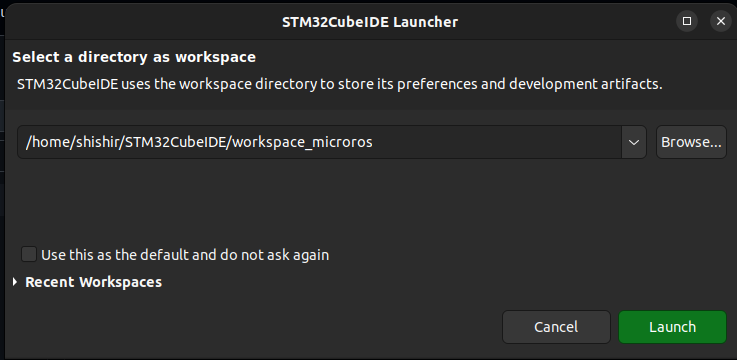 STM32CubeIDE Launcher
Select a directory as workspace
STM32CubeIDE uses the workspace directory to store its preferences and development artifacts.
/home/shishir/STM32CubeIDE/workspace_microros
Browse...
Use this as the default and do not ask again
Recent Workspaces
Cancel
Launch